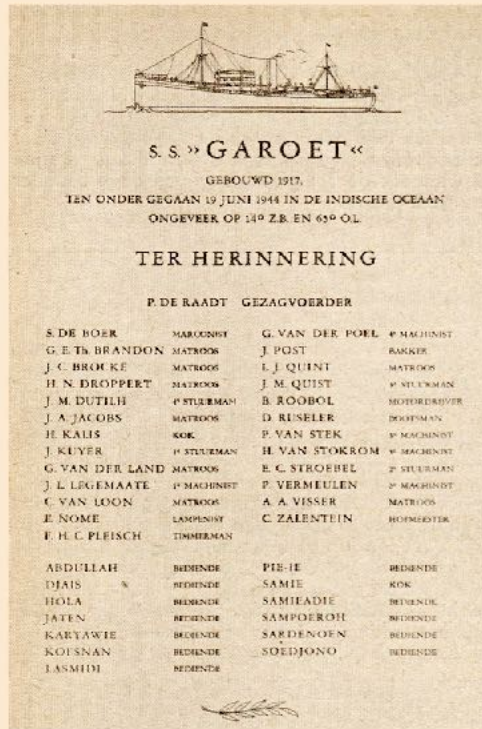 S. S. » GAROET «
GEBOUWD 1917.
TEN ONDER GEGAAN 19 JUNI 1944 IN DE INDISCHE OCEAAN
ONGEVEER OP 14º Z.B. EN 65º O.L.
TER HERINNERING
P. DE RAADT GEZAGVOERDER
S. DE BOER MARCONIST
G. E. Th. BRANDON MATROOS
J. C. BROCKÉ MATROOS
H. N. DROPPERT MATROOS
J. M. DUTILH 4e STUURMAN
J. A. JACOBS MATROOS
H. KALIS KOK
J. KUYER 1e STUURMAN
G. VAN DER LAND MATROOS
J. L. LEGEMAATE 1e MACHINIST
C. VAN LOON MATROOS
E. NOME LAMPENIST
F. H. C. PLEISCH TIMMERMAN
G. VAN DER POEL 4e MACHINIST
J. POST BAKKER
I. J. QUINT MATROOS
J. M. QUIST 3e STUURMAN
B. ROOBOL MOTORDRIJVER
D. RIJSELER BOOTSMAN
P. VAN STEK MACHINIST
H. VAN STOKROM MACHINIST
E. C. STROEBEL 2e STUURMAN
P. VERMEULEN 2e MACHINIST
A. A. VISSER MATROOS
C. ZALENTEIN HOFMEESTER
ABDULLAH BEDIENDE
DJAIS BEDIENDE
HOLA BEDIENDE
JATEN BEDIENDE
KARYAWIE BEDIENDE
KOESNAN BEDIENDE
LASMIDI BEDIENDE
PIE-IE BEDIENDE
SAMIE KOK
SAMIEADIE BEDIENDE
SAMPOEROH BEDIENDE
SARDENOEN BEDIENDE
SOEDJONO BEDIENDE